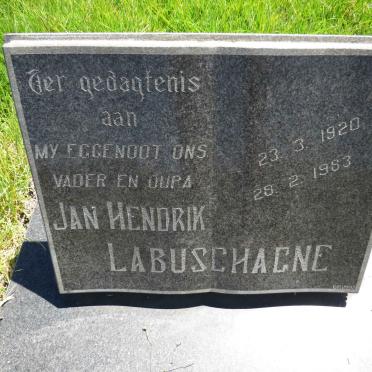 Ter gedagtenis
aan
MY EGGENOOT ONS
VADER EN OUPA
23. 3. 1920
28. 2. 1983
JAN HENDRIK
LABUSCHAGNE